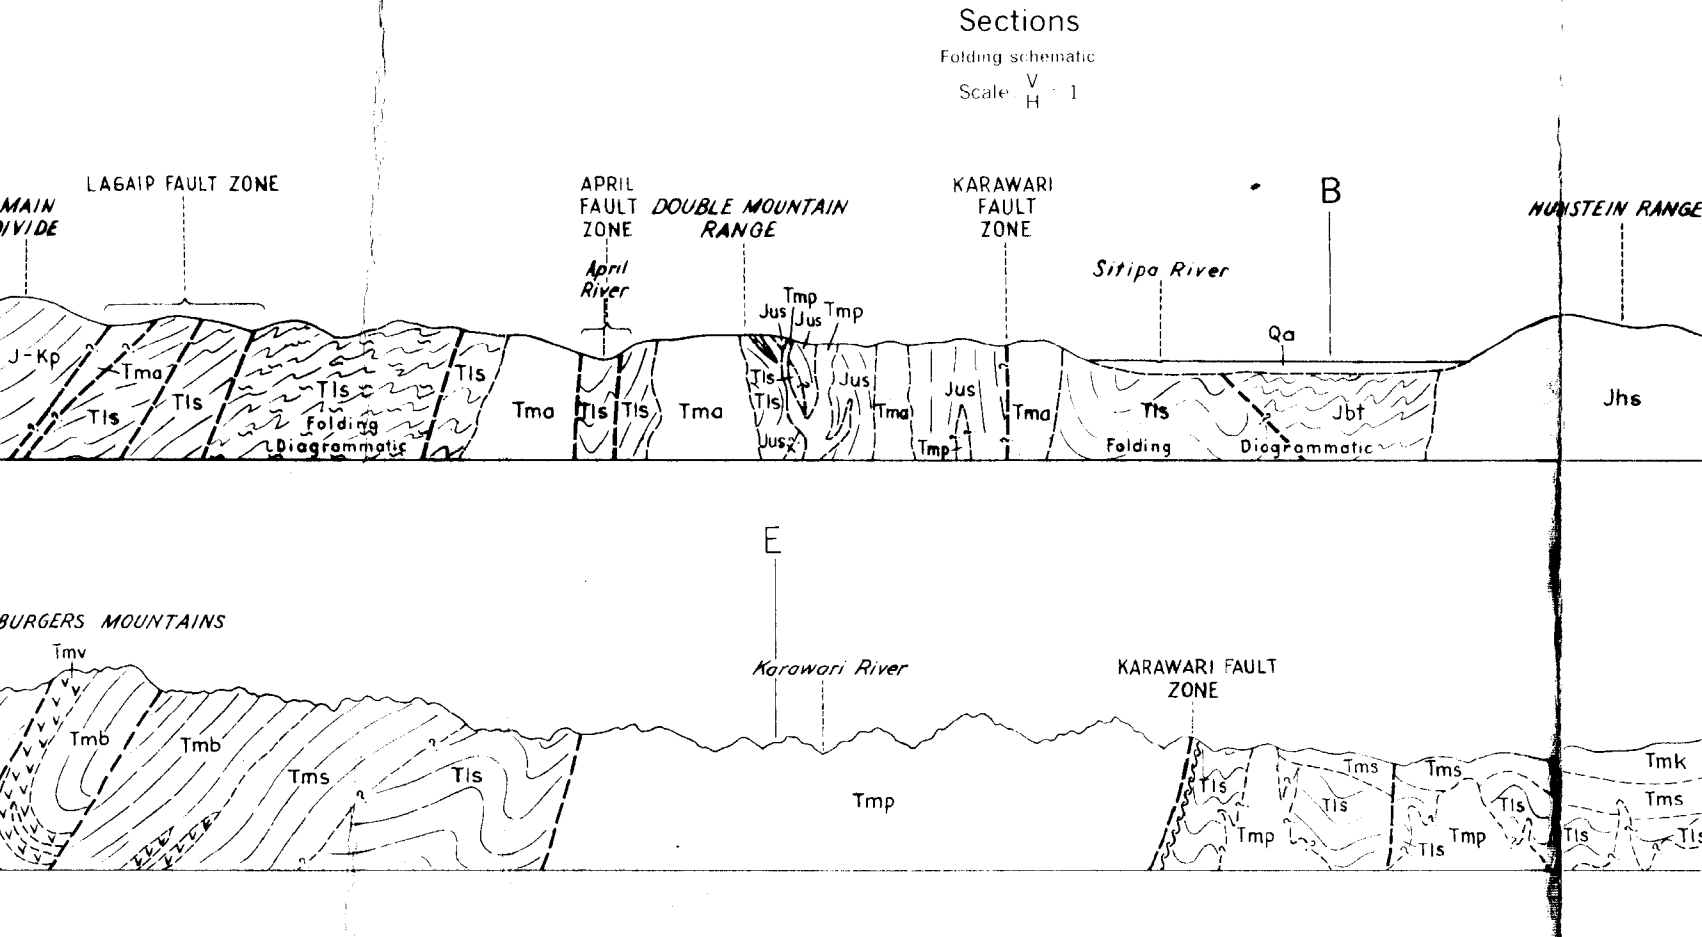 Sections
Folding schematic
Scale V/H = 1
LAGAIP FAULT ZONE
MAIN
DIVIDE
APRIL
FAULT
ZONE
April
River
DOUBLE MOUNTAIN
RANGE
KARAWARI
FAULT
ZONE
Sitipa River
B
HUNSTEIN RANGE
Tmp
Jus
Jus
Tmp
Qa
J-Kp
Tma
Tls
Tls
Tls
Folding
Diagrammatic
Tls
Tma
Tls
Tls
Tma
Tls
Tls
Jus
Jus
Tma
Jus
Tmp
Tma
Tls
Folding
Jbt
Diagrammatic
Jhs
E
BURGERS MOUNTAINS
Tmv
Karawari River
KARAWARI FAULT
ZONE
Tmb
Tmb
Tms
Tls
Tmp
Tls
Tmp
Tms
Tls
Tms
Tls
Tmp
Tls
Tmk
Tms
Tls
Tls